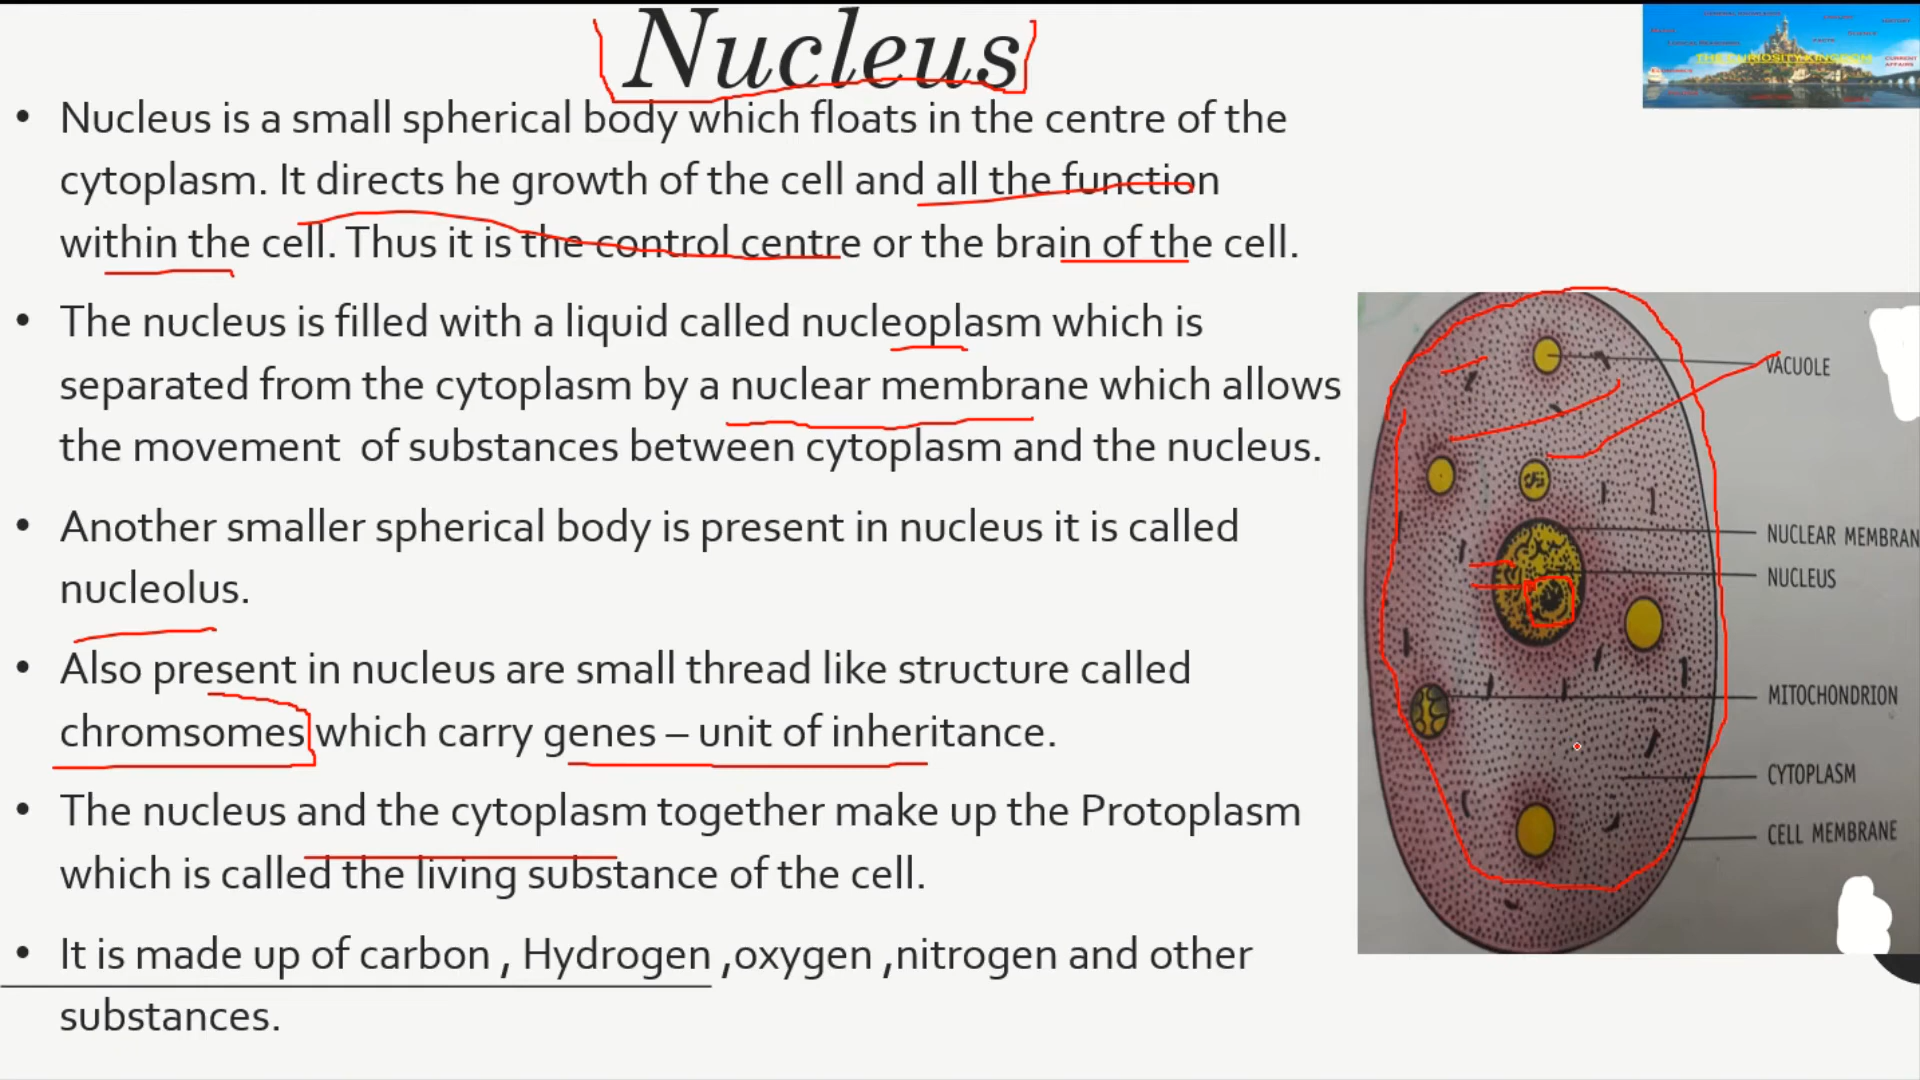 Nucleus
• Nucleus is a small spherical body which floats in the centre of the
cytoplasm. It directs he growth of the cell and all the function
within the cell. Thus it is the control centre or the brain of the cell.
• The nucleus is filled with a liquid called nucleoplasm which is
separated from the cytoplasm by a nuclear membrane which allows
the movement of substances between cytoplasm and the nucleus.
• Another smaller spherical body is present in nucleus it is called
nucleolus.
• Also present in nucleus are small thread like structure called
chromsomes which carry genes – unit of inheritance.
• The nucleus and the cytoplasm together make up the Protoplasm
which is called the living substance of the cell.
• It is made up of carbon , Hydrogen ,oxygen ,nitrogen and other
substances.
THE CURIOSITY KINGDOM
CURRENT
AFFAIRS
VACUOLE
NUCLEAR MEMBRAN
NUCLEUS
MITOCHONDRION
CYTOPLASM
CELL MEMBRANE